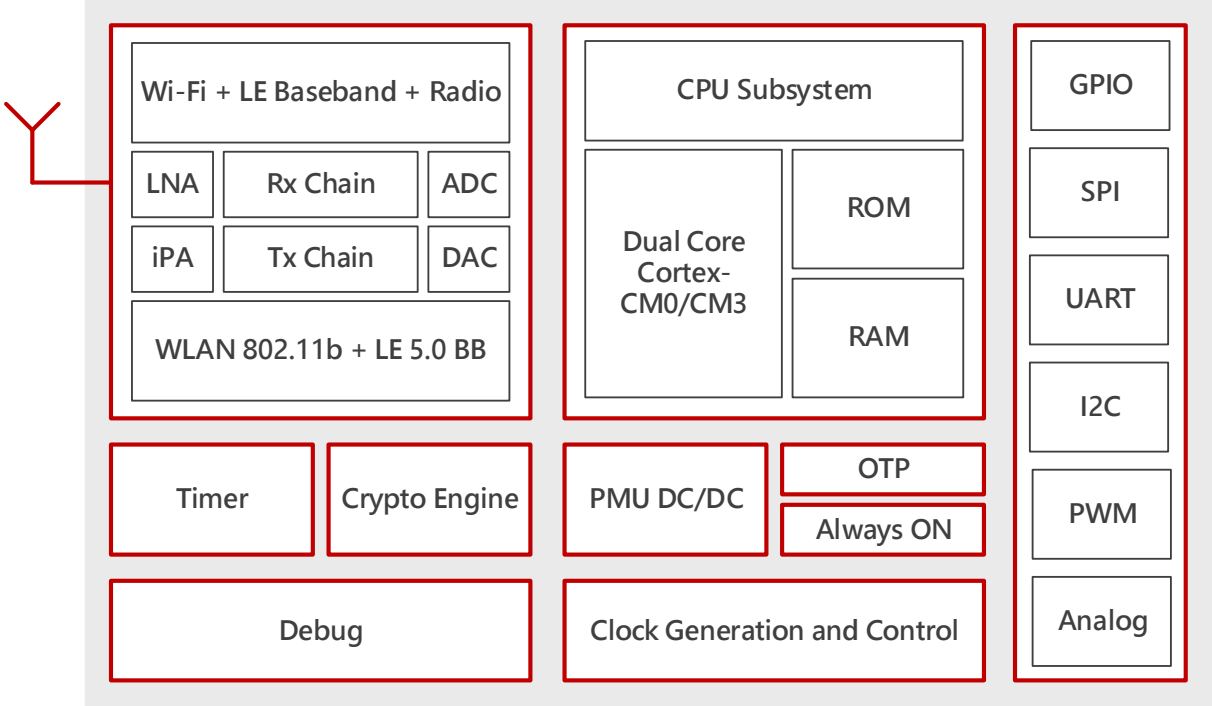 Wi-Fi + LE Baseband + Radio
LNA
Rx Chain
ADC
iPA
Tx Chain
DAC
WLAN 802.11b + LE 5.0 BB
CPU Subsystem
Dual Core
Cortex-
CM0/CM3
ROM
RAM
GPIO
SPI
UART
I2C
PWM
Analog
Timer
Crypto Engine
PMU DC/DC
OTP
Always ON
Debug
Clock Generation and Control